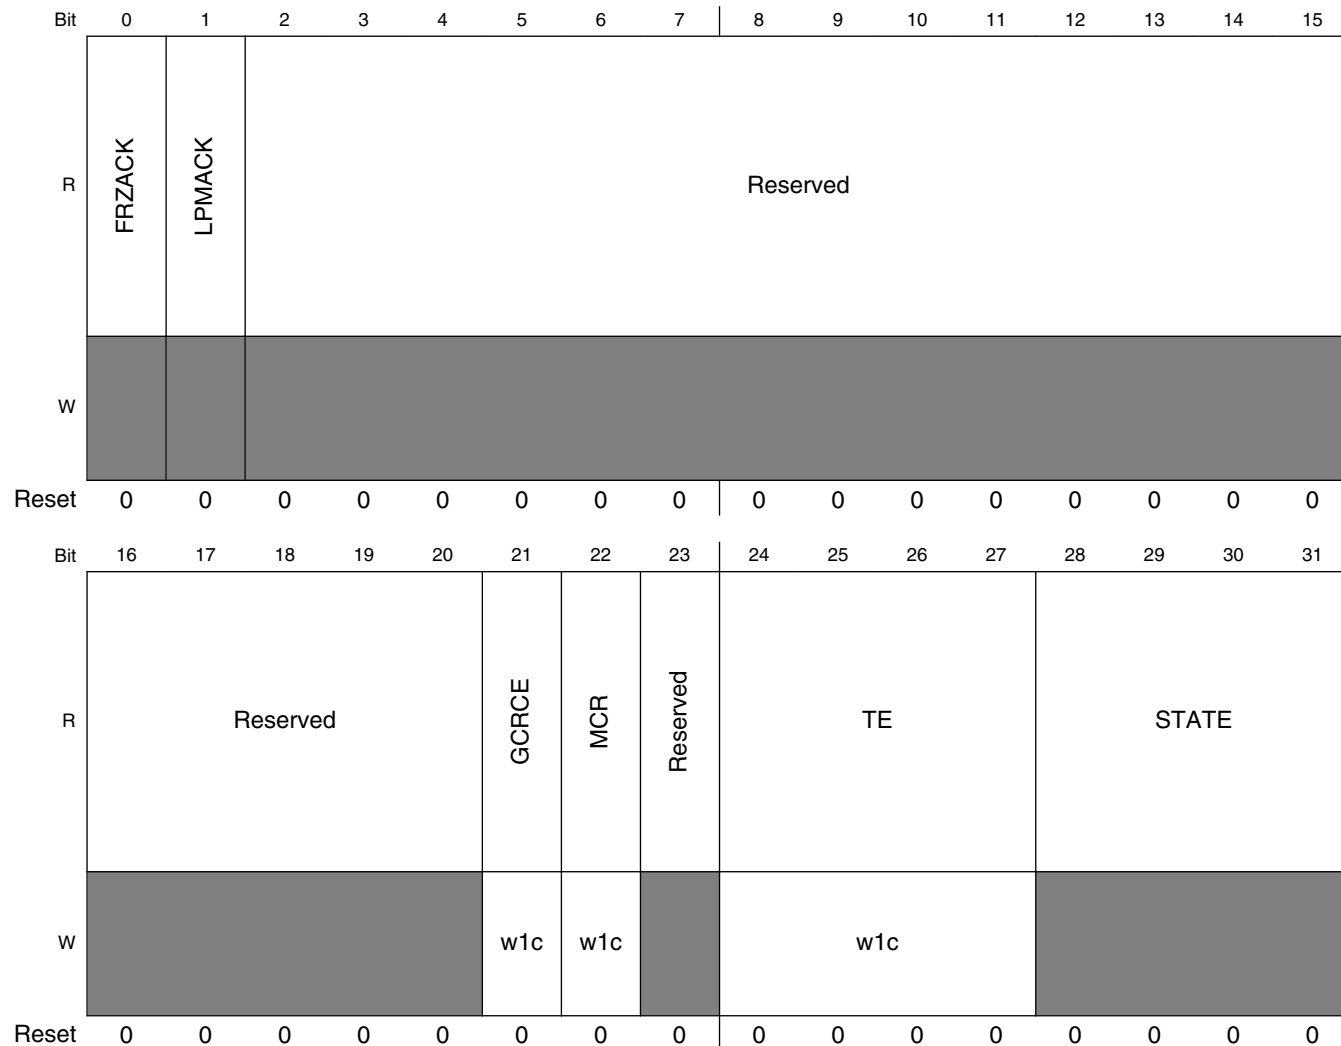 Bit 0 1 2 3 4 5 6 7 8 9 10 11 12 13 14 15
R FRZACK LPMACK Reserved
W
Reset 0 0 0 0 0 0 0 0 0 0 0 0 0 0 0 0
Bit 16 17 18 19 20 21 22 23 24 25 26 27 28 29 30 31
R Reserved GCRCE MCR Reserved TE STATE
W w1c w1c w1c
Reset 0 0 0 0 0 0 0 0 0 0 0 0 0 0 0 0